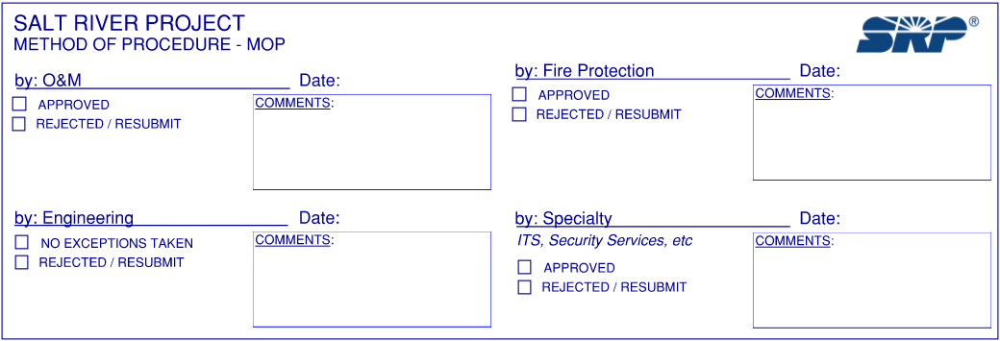 SALT RIVER PROJECT
METHOD OF PROCEDURE - MOP
SRP®
by: O&M Date:
APPROVED
REJECTED / RESUBMIT
COMMENTS:
by: Fire Protection Date:
APPROVED
REJECTED / RESUBMIT
COMMENTS:
by: Engineering Date:
NO EXCEPTIONS TAKEN
REJECTED / RESUBMIT
COMMENTS:
by: Specialty Date:
ITS, Security Services, etc
APPROVED
REJECTED / RESUBMIT
COMMENTS: